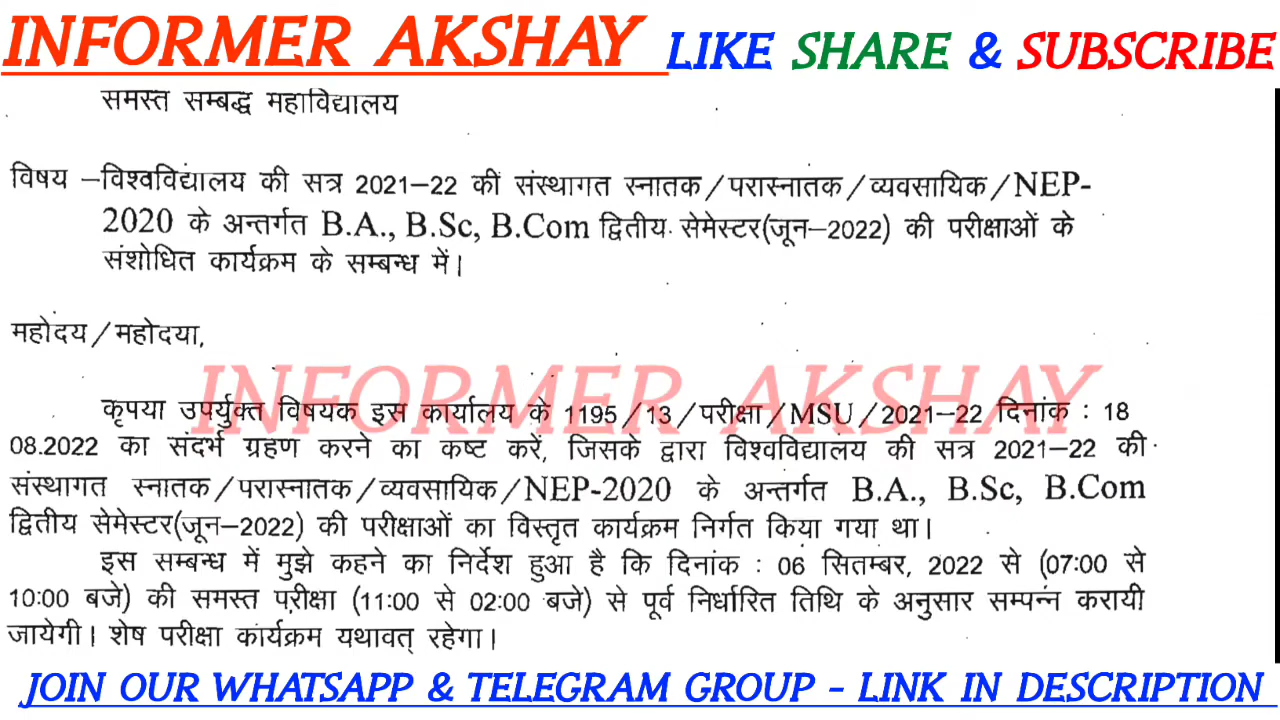 INFORMER AKSHAY LIKE SHARE & SUBSCRIBE
समस्त सम्बद्ध महाविद्यालय
विषय –विश्वविद्यालय की सत्र 2021–22 की संस्थागत स्नातक/परास्नातक/व्यवसायिक/NEP-
2020 के अन्तर्गत B.A., B.Sc, B.Com द्वितीय सेमेस्टर(जून–2022) की परीक्षाओं के
संशोधित कार्यक्रम के सम्बन्ध में।
महोदय/महोदया,
INFORMER AKSHAY
कृपया उपर्युक्त विषयक इस कार्यालय के 1195/13/परीक्षा/MSU/2021–22 दिनांक : 18
08.2022 का संदर्भ ग्रहण करने का कष्ट करें, जिसके द्वारा विश्वविद्यालय की सत्र 2021–22 की
संस्थागत स्नातक/परास्नातक/व्यवसायिक/NEP-2020 के अन्तर्गत B.A., B.Sc, B.Com
द्वितीय सेमेस्टर(जून–2022) की परीक्षाओं का विस्तृत कार्यक्रम निर्गत किया गया था।
इस सम्बन्ध में मुझे कहने का निर्देश हुआ है कि दिनांक : 06 सितम्बर, 2022 से (07:00 से
10:00 बजे) की समस्त परीक्षा (11:00 से 02:00 बजे) से पूर्व निर्धारित तिथि के अनुसार सम्पन्न करायी
जायेगी। शेष परीक्षा कार्यक्रम यथावत् रहेगा।
JOIN OUR WHATSAPP & TELEGRAM GROUP - LINK IN DESCRIPTION